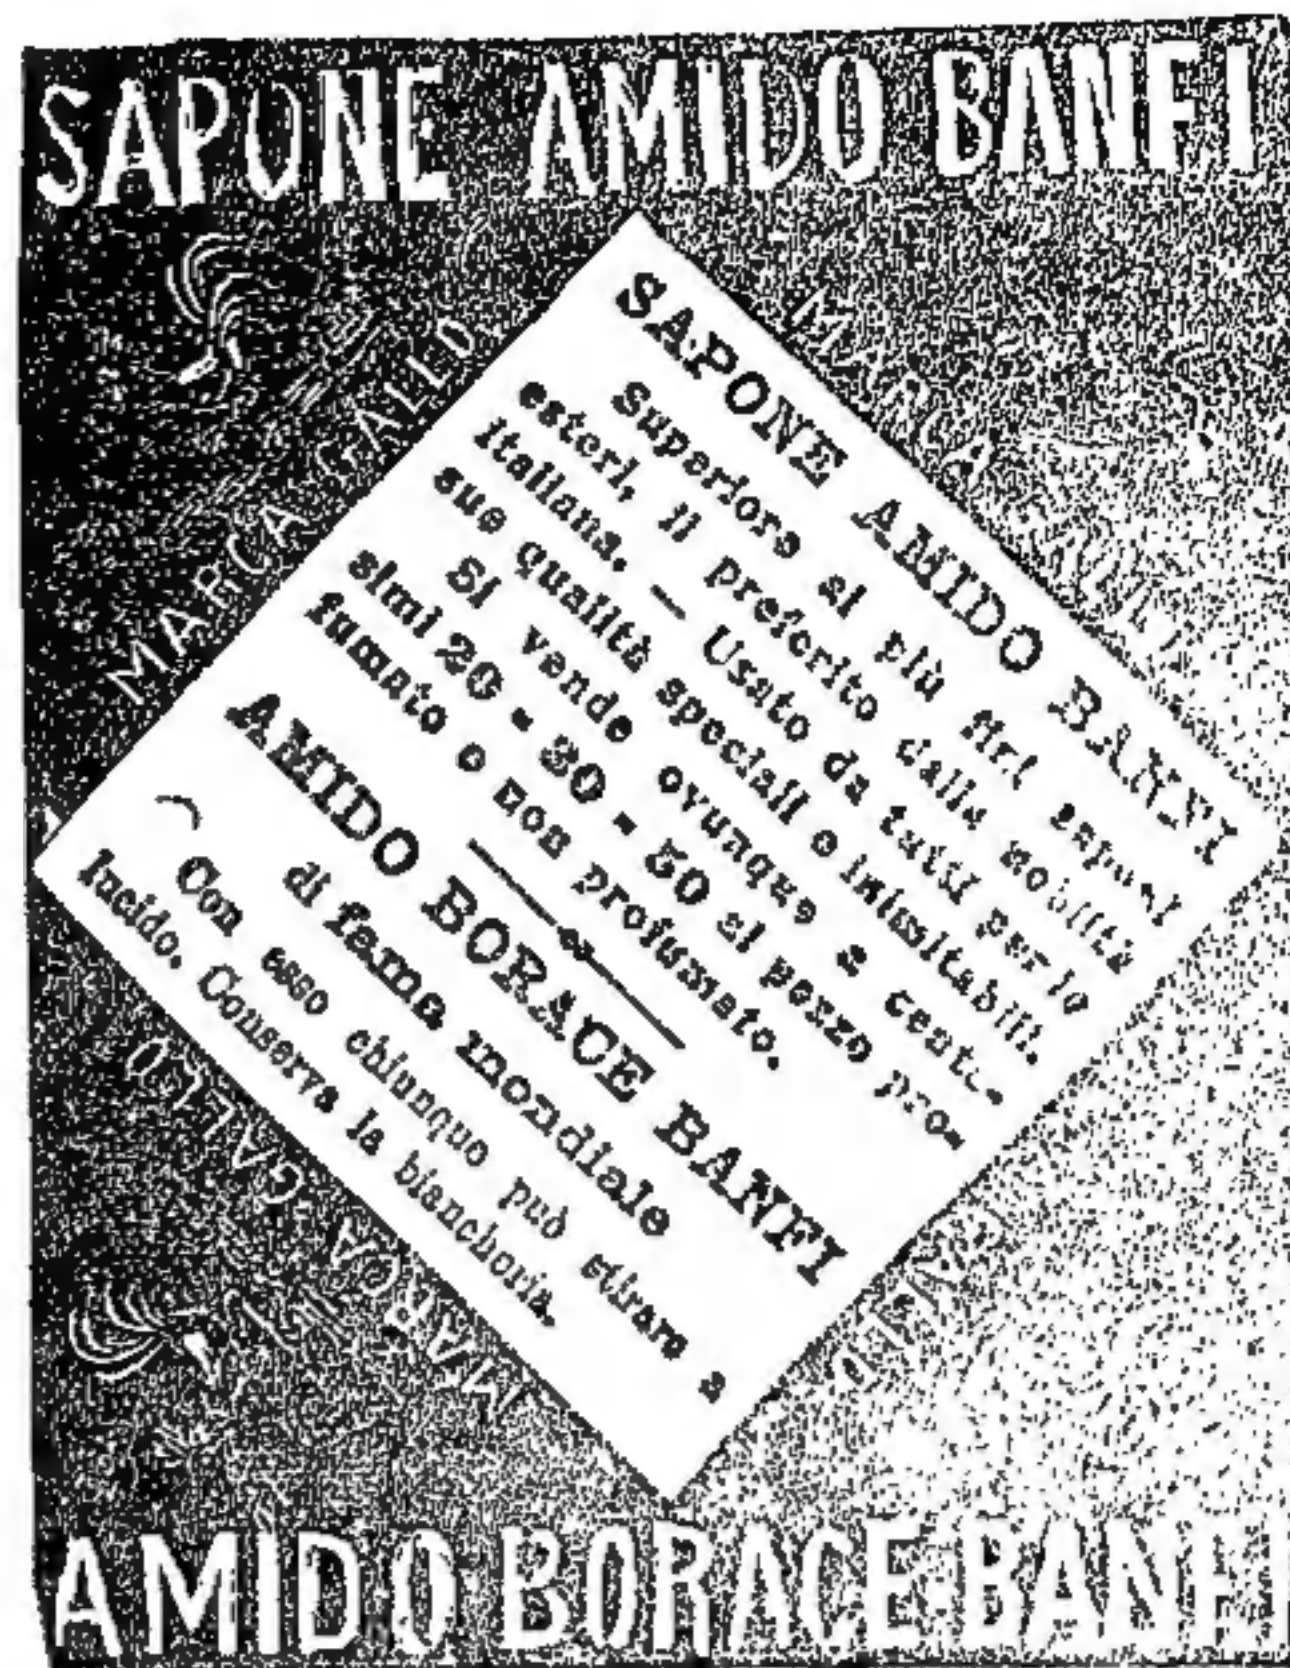 SAPONE AMIDO BANFI
MARCA GALLO
MARCA GALLO
SAPONE AMIDO BANFI
Superiore ai più fini saponi
esteri, il preferito dalla nobiltà
italiana. — Usato da tutti per le
sue qualità speciali e inimitabili.
Si vende ovunque a cente-
simi 20 - 30 - 50 al pezzo pro-
fumato e non profumato.
AMIDO BORACE BANFI
di fama mondiale
Con esso chiunque può stirare a
lucido. Conserva la biancheria.
MARCA GALLO
AMIDO BORACE BANFI